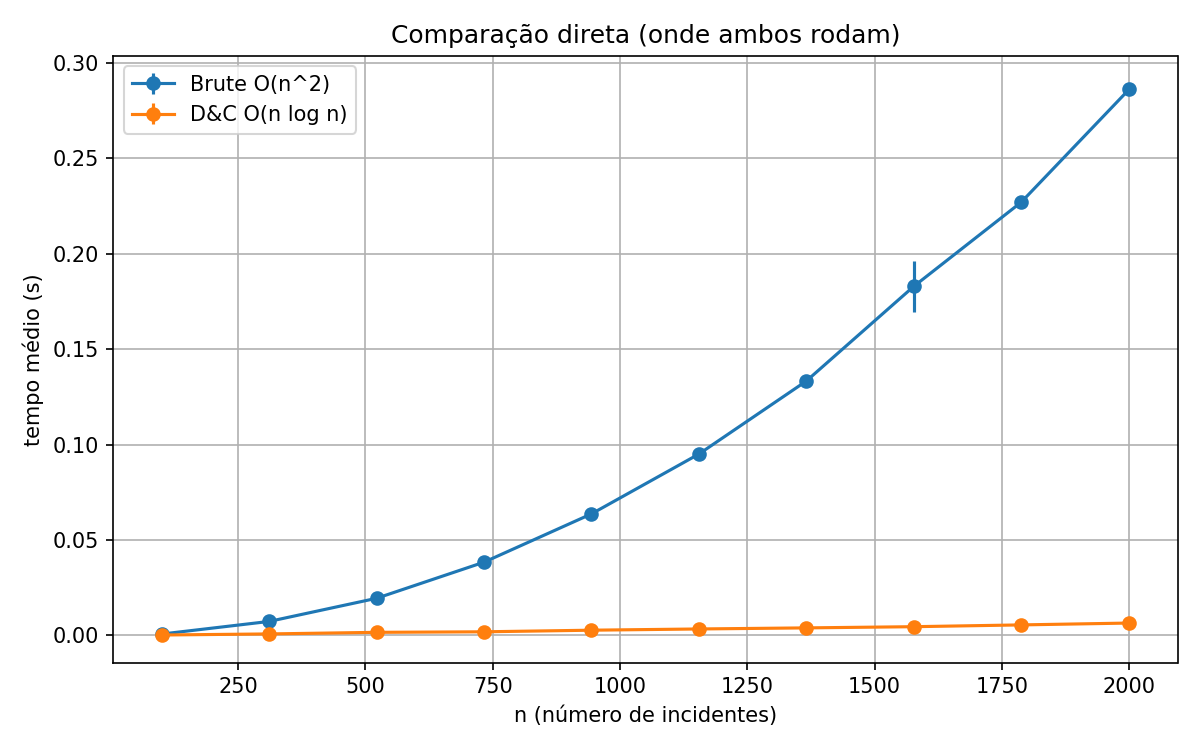 Comparação direta (onde ambos rodam)
Brute O(n^2)
D&C O(n log n)
tempo médio (s)
0.30
0.25
0.20
0.15
0.10
0.05
0.00
250 500 750 1000 1250 1500 1750 2000
n (número de incidentes)